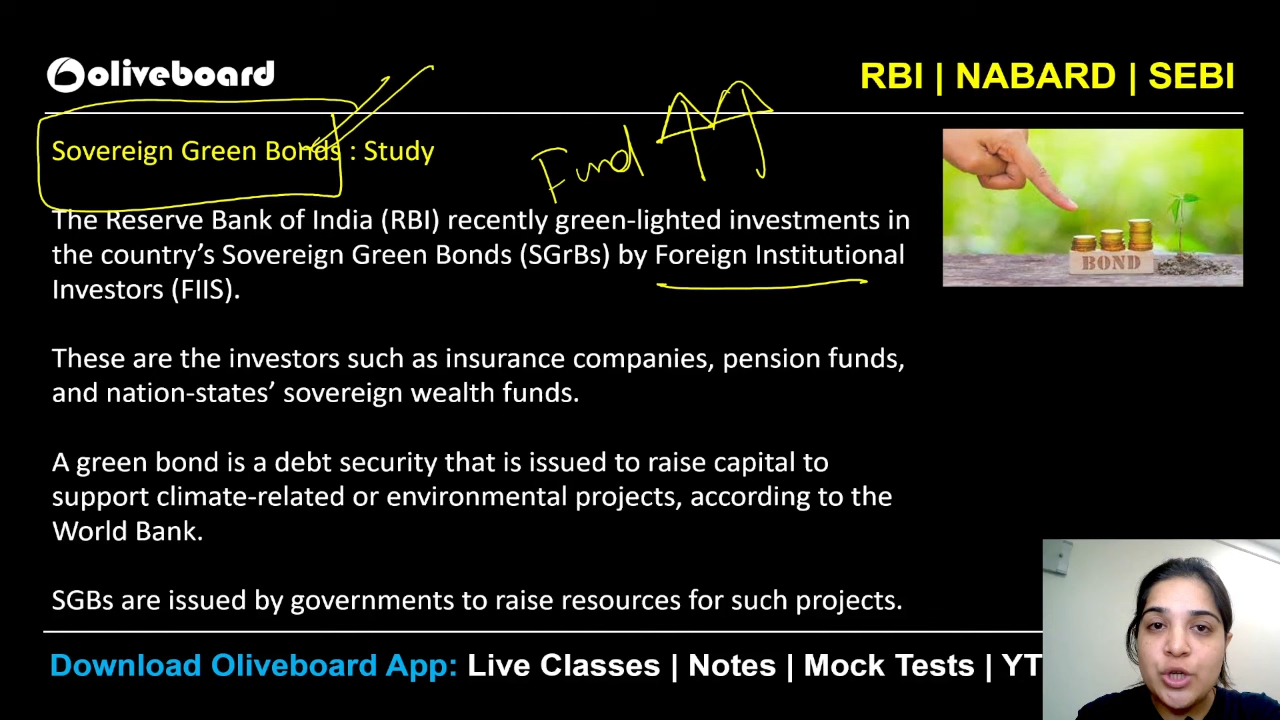 oliveboard
RBI | NABARD | SEBI
Sovereign Green Bonds : Study
Fund
The Reserve Bank of India (RBI) recently green-lighted investments in
the country’s Sovereign Green Bonds (SGrBs) by Foreign Institutional
Investors (FIIS).
BOND
These are the investors such as insurance companies, pension funds,
and nation-states’ sovereign wealth funds.
A green bond is a debt security that is issued to raise capital to
support climate-related or environmental projects, according to the
World Bank.
SGBs are issued by governments to raise resources for such projects.
Download Oliveboard App: Live Classes | Notes | Mock Tests | YT